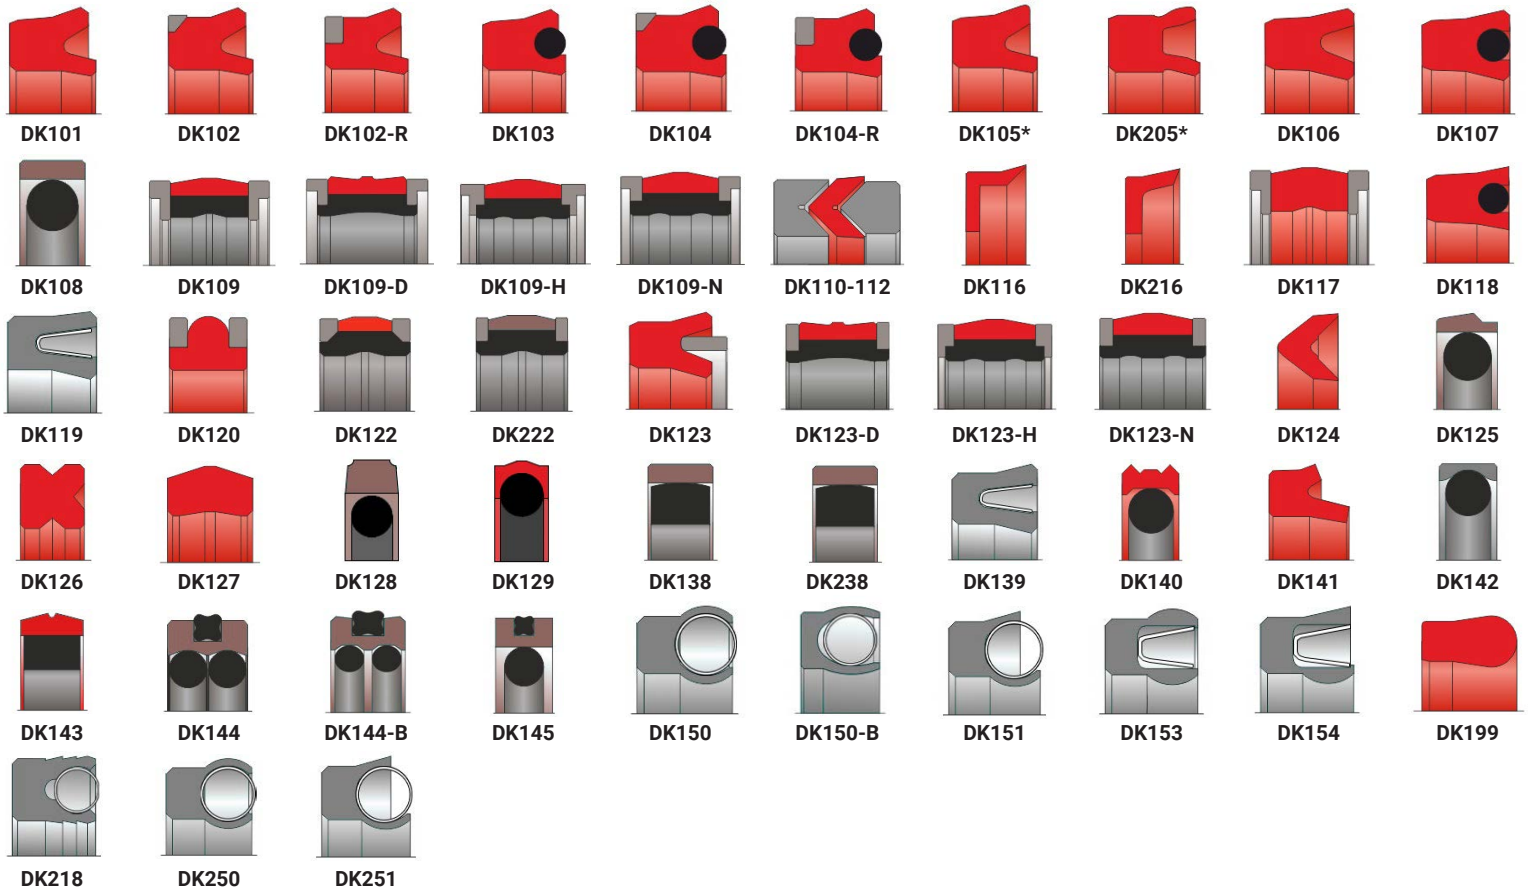 DK101 DK102 DK102-R DK103 DK104 DK104-R DK105* DK205* DK106 DK107
DK108 DK109 DK109-D DK109-H DK109-N DK110-112 DK116 DK216 DK117 DK118
DK119 DK120 DK122 DK222 DK123 DK123-D DK123-H DK123-N DK124 DK125
DK126 DK127 DK128 DK129 DK138 DK238 DK139 DK140 DK141 DK142
DK143 DK144 DK144-B DK145 DK150 DK150-B DK151 DK153 DK154 DK199
DK218 DK250 DK251